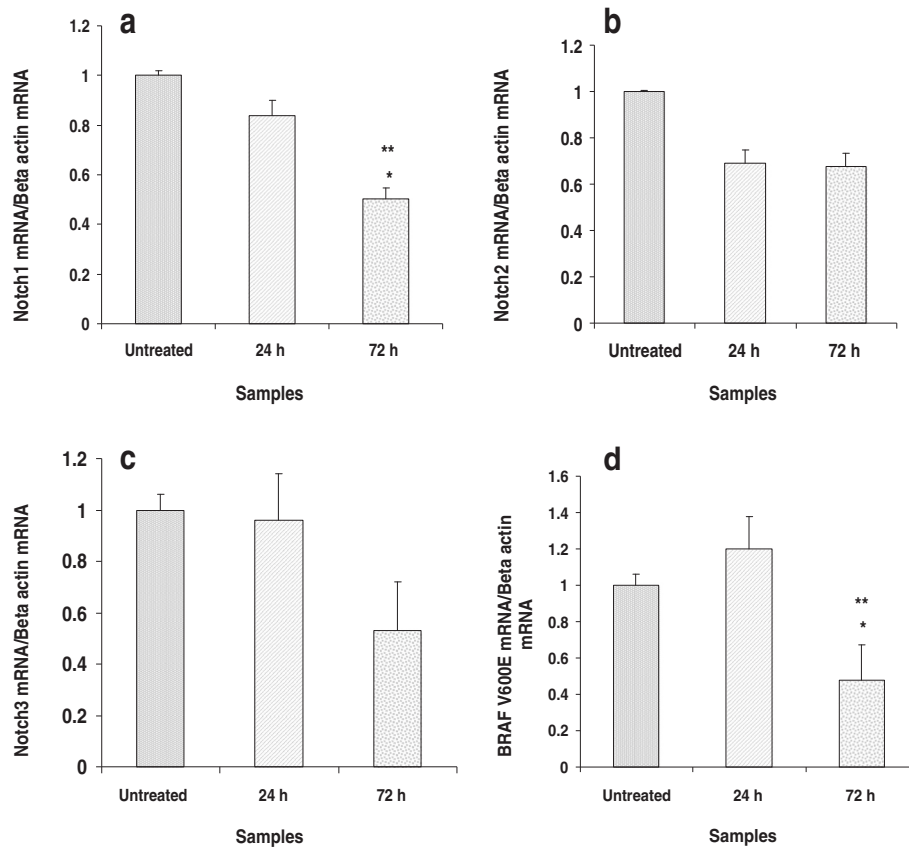 a
Notch1 mRNA/Beta actin mRNA
1.2
1
0.8
0.6
0.4
0.2
0
**
*
Untreated 24 h 72 h
Samples
b
Notch2 mRNA/Beta actin mRNA
1.2
1
0.8
0.6
0.4
0.2
0
Untreated 24 h 72 h
Samples
c
Notch3 mRNA/Beta actin mRNA
1.2
1
0.8
0.6
0.4
0.2
0
Untreated 24 h 72 h
Samples
d
BRAF V600E mRNA/Beta actin
mRNA
1.6
1.4
1.2
1
0.8
0.6
0.4
0.2
0
**
*
Untreated 24 h 72 h
Samples